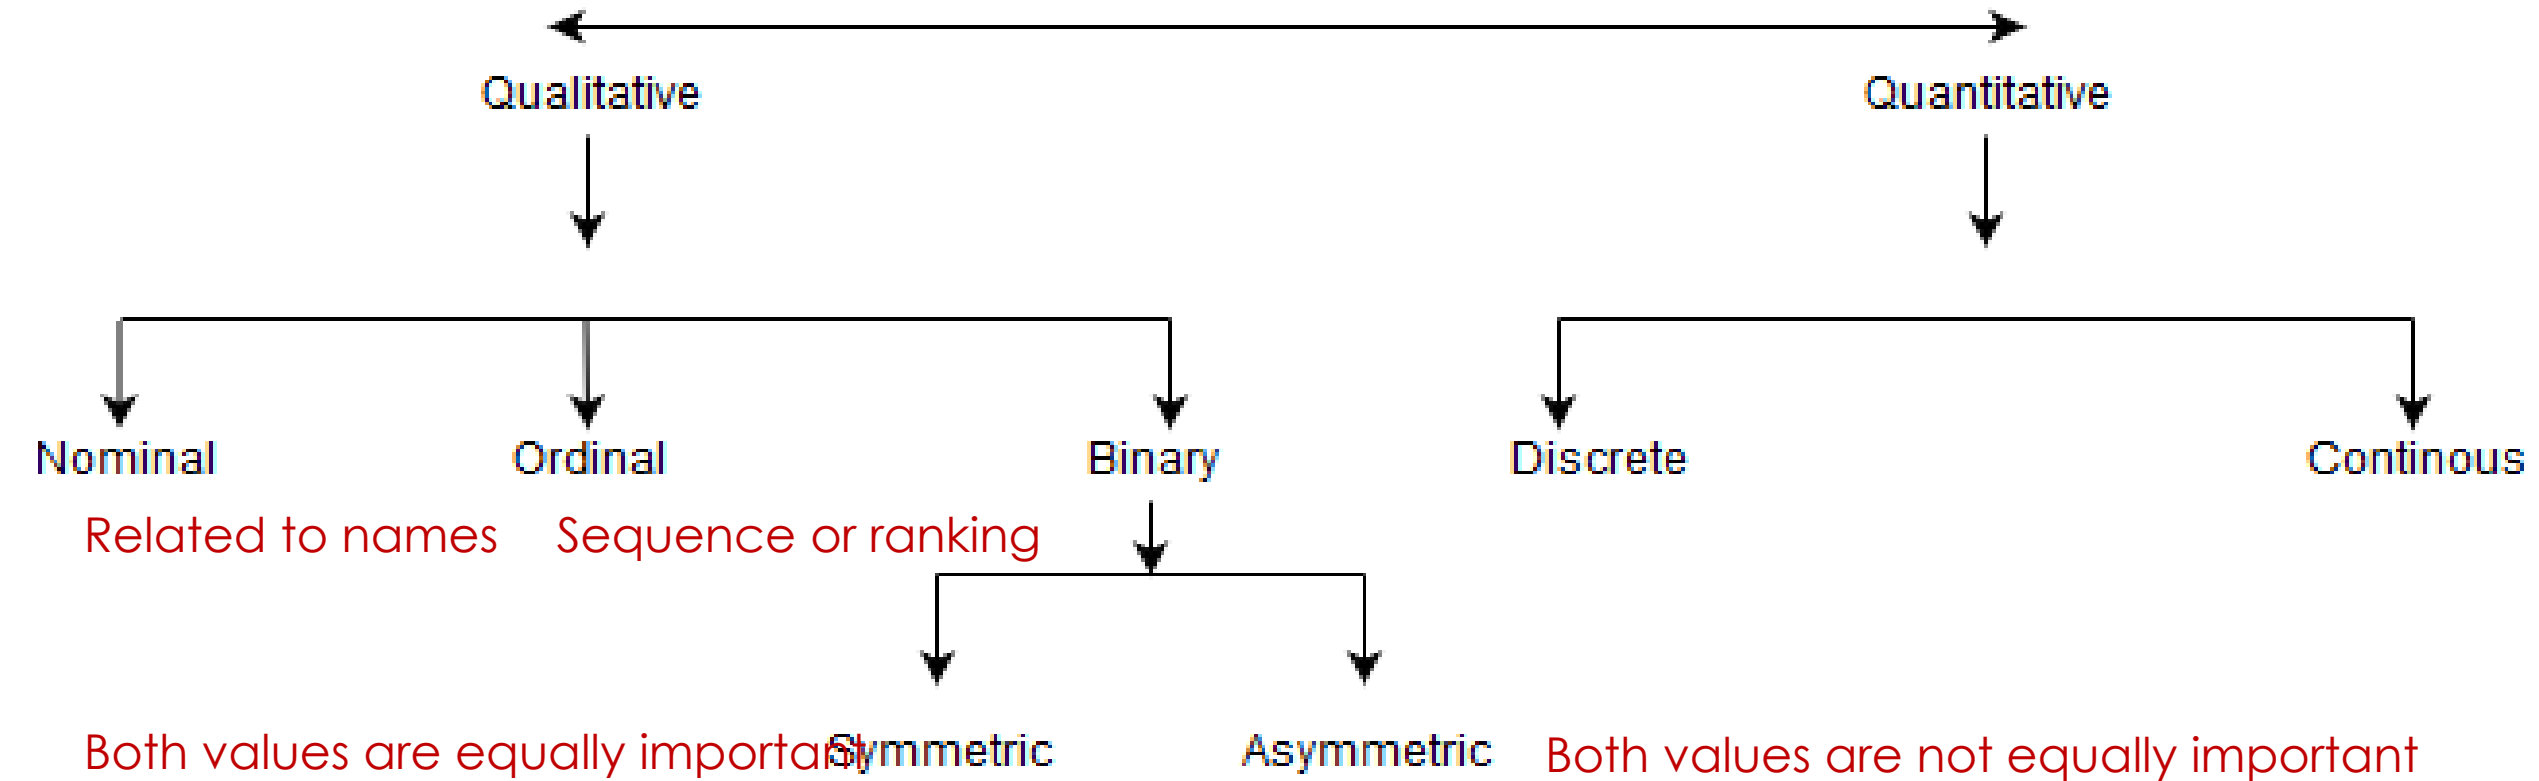 Qualitative Quantitative
Nominal Ordinal Binary Discrete Continous
Related to names Sequence or ranking
Both values are equally important Symmetric Asymmetric Both values are not equally important